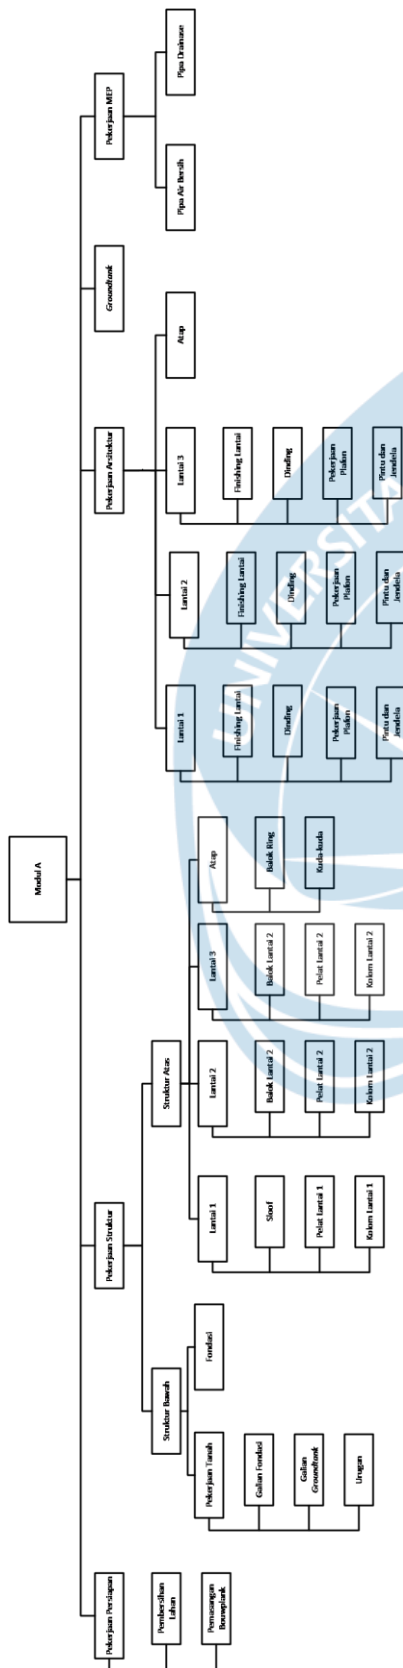 Modul A
Pekerjaan Persiapan
Pembersihan
Lahan
Pemasangan
Bouwplank
Pekerjaan Struktur
Struktur Bawah
Pekerjaan Tanah
Galian Fondasi
Galian
Groundtank
Urugan
Fondasi
Struktur Atas
Lantai 1
Sloof
Pelat Lantai 1
Kolom Lantai 1
Lantai 2
Balok Lantai 2
Pelat Lantai 2
Kolom Lantai 2
Lantai 3
Balok Lantai 2
Pelat Lantai 2
Kolom Lantai 2
Atap
Balok Ring
Kuda-kuda
Pekerjaan Arsitektur
Lantai 1
Finishing Lantai
Dinding
Pekerjaan
Plafon
Pintu dan
Jendela
Lantai 2
Finishing Lantai
Dinding
Pekerjaan
Plafon
Pintu dan
Jendela
Lantai 3
Finishing Lantai
Dinding
Pekerjaan
Plafon
Pintu dan
Jendela
Atap
Groundtank
Pekerjaan MEP
Pipa Air Bersih
Pipa Drainase
UNIVERSITA